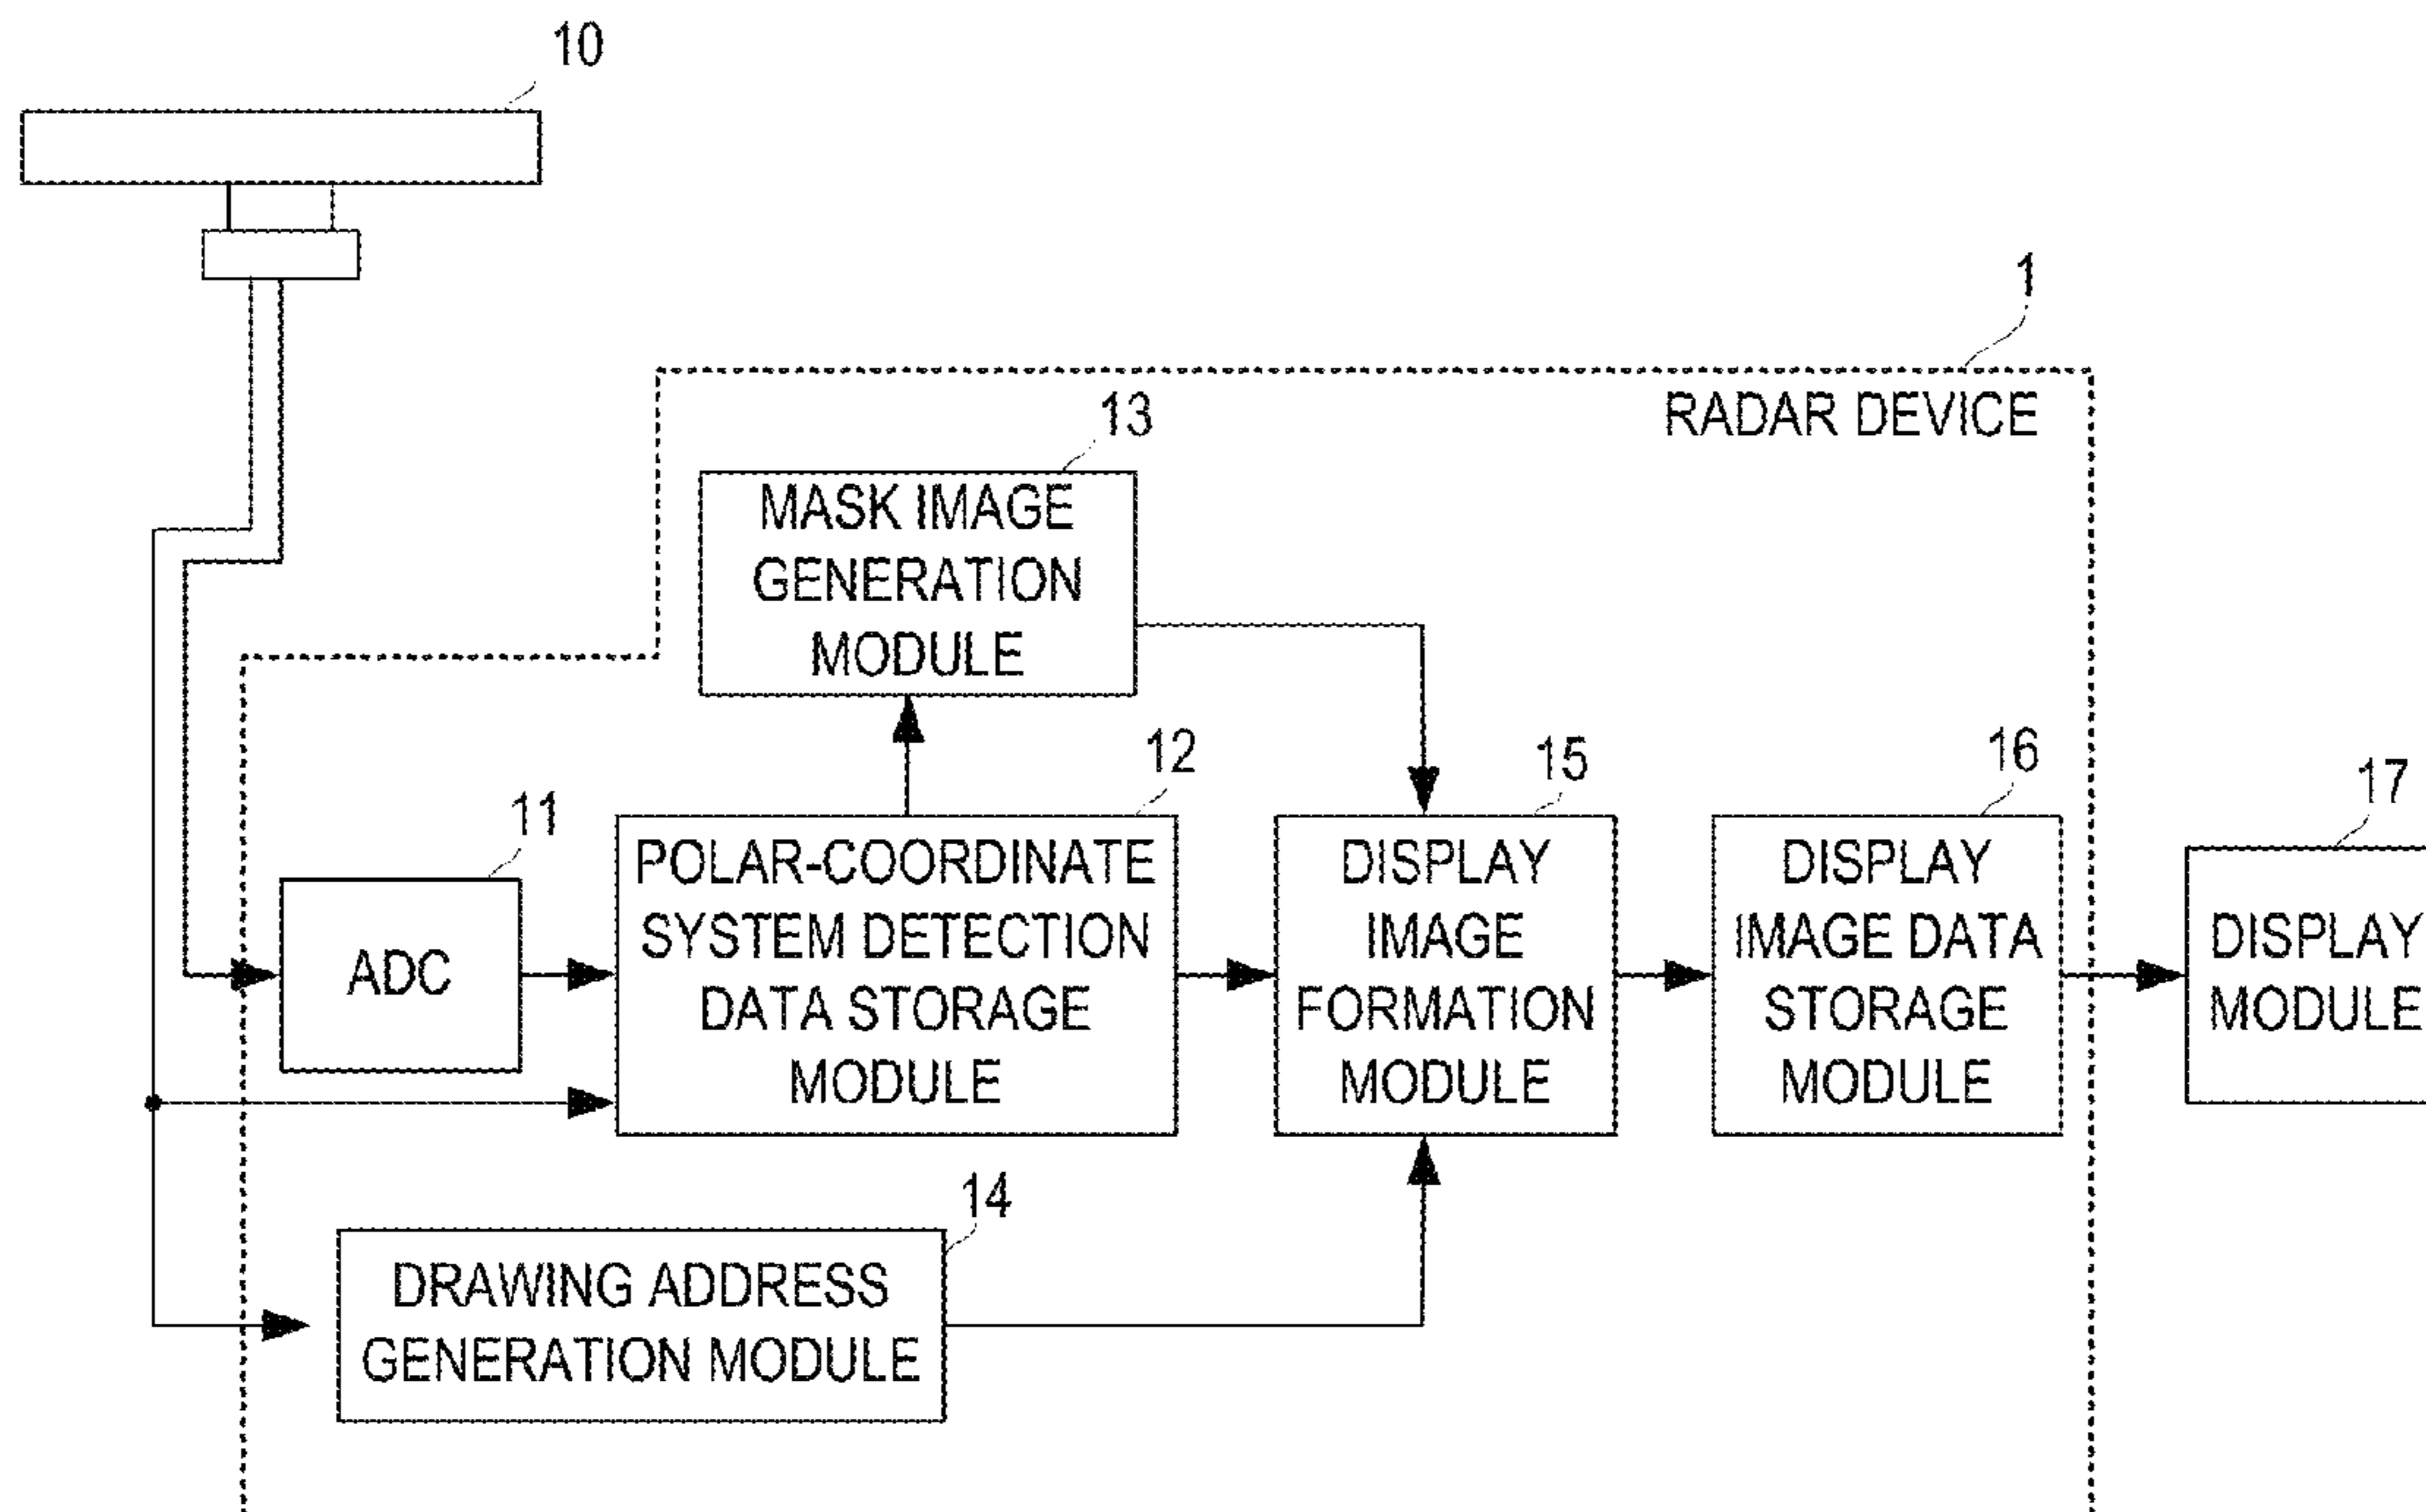 10
1
RADAR DEVICE
13
MASK IMAGE
GENERATION
MODULE
12
15
16
17
11
POLAR-COORDINATE
SYSTEM DETECTION
DATA STORAGE
MODULE
DISPLAY
IMAGE
FORMATION
MODULE
DISPLAY
IMAGE DATA
STORAGE
MODULE
DISPLAY
MODULE
ADC
14
DRAWING ADDRESS
GENERATION MODULE